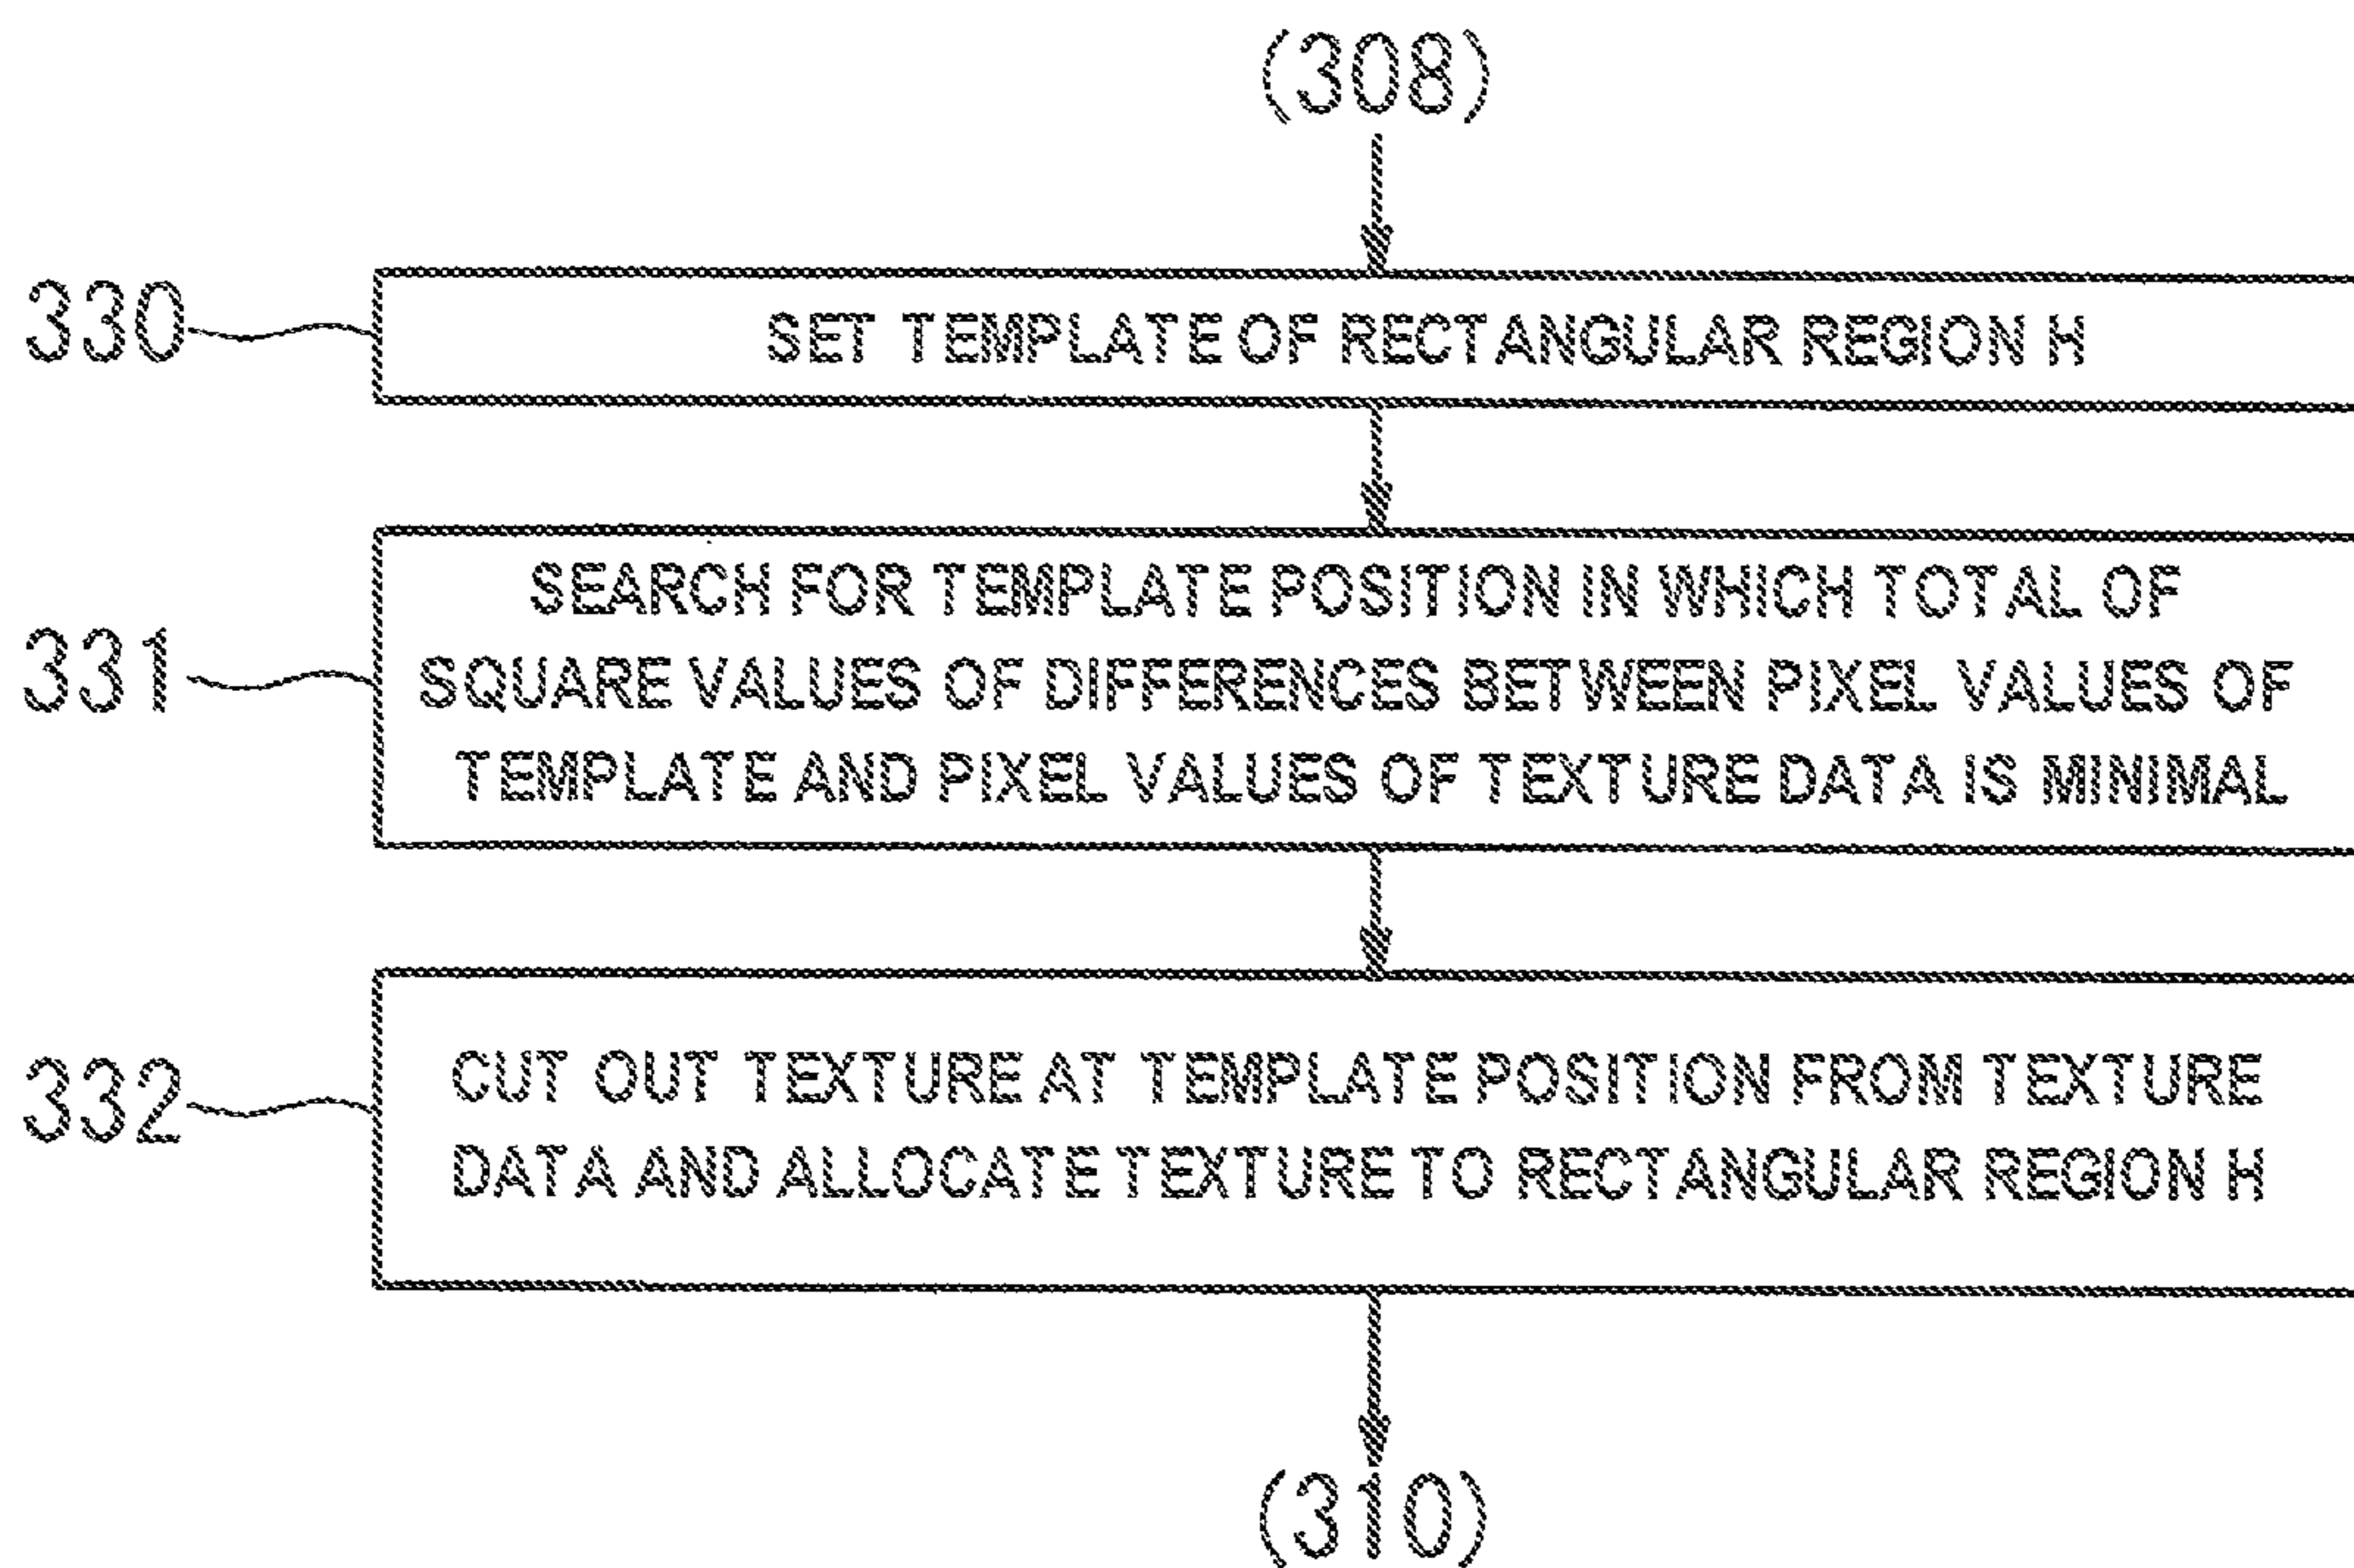 (308)
330
SET TEMPLATE OF RECTANGULAR REGION H
331
SEARCH FOR TEMPLATE POSITION IN WHICH TOTAL OF
SQUARE VALUES OF DIFFERENCES BETWEEN PIXEL VALUES OF
TEMPLATE AND PIXEL VALUES OF TEXTURE DATA IS MINIMAL
332
CUT OUT TEXTURE AT TEMPLATE POSITION FROM TEXTURE
DATA AND ALLOCATE TEXTURE TO RECTANGULAR REGION H
(310)